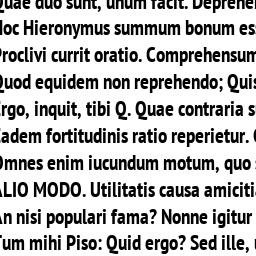 Quae duo sunt, unum facit. Deprehen
Hoc Hieronymus summum bonum ess
Proclivi currit oratio. Comprehensum
Quod equidem non reprehendo; Quis
Ergo, inquit, tibi Q. Quae contraria s
Eadem fortitudinis ratio reperietur. 
Omnes enim iucundum motum, quo s
ALIO MODO. Utilitatis causa amiciti
An nisi populari fama? Nonne igitur
Tum mihi Piso: Quid ergo? Sed ille, u